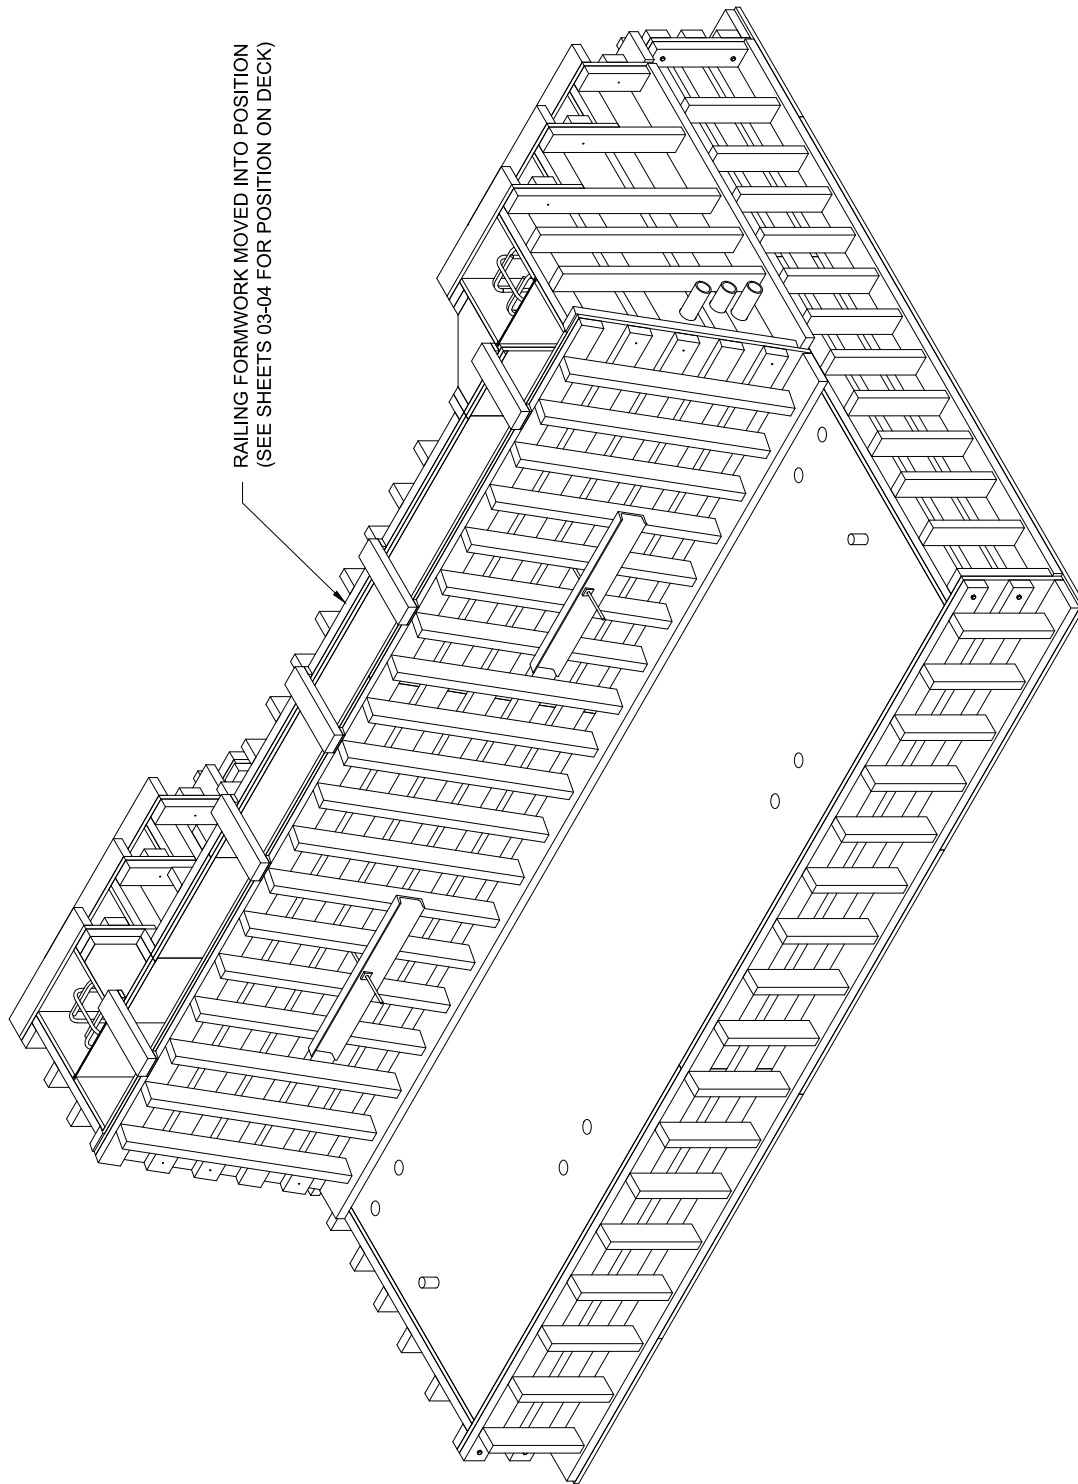 RAILING FORMWORK MOVED INTO POSITION
(SEE SHEETS 03-04 FOR POSITION ON DECK)